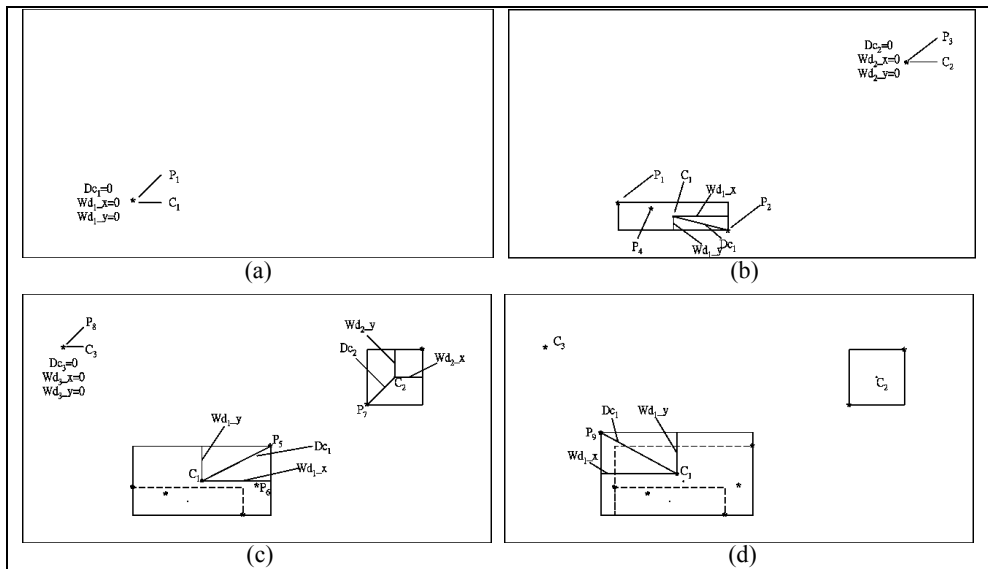 P₁
Dc₁=0
Wd₁_x=0
C₁
Wd₁_y=0
(a)
P₃
Dc₂=0
Wd₂_x=0
C₂
Wd₂_y=0
P₁
C₁
Wd₁_x
P₂
P₄
Wd₁_y
Dc₁
(b)
P₈
C₃
Dc₃=0
Wd₃_x=0
Wd₃_y=0
Wd₂_y
Dc₂
Wd₂_x
C₂
P₇
Wd₁_y
P₅
Dc₁
C₁
Wd₁_x
P₆
(c)
C₃
C₂
Dc₁
Wd₁_y
P₉
Wd₁_x
C₁
(d)